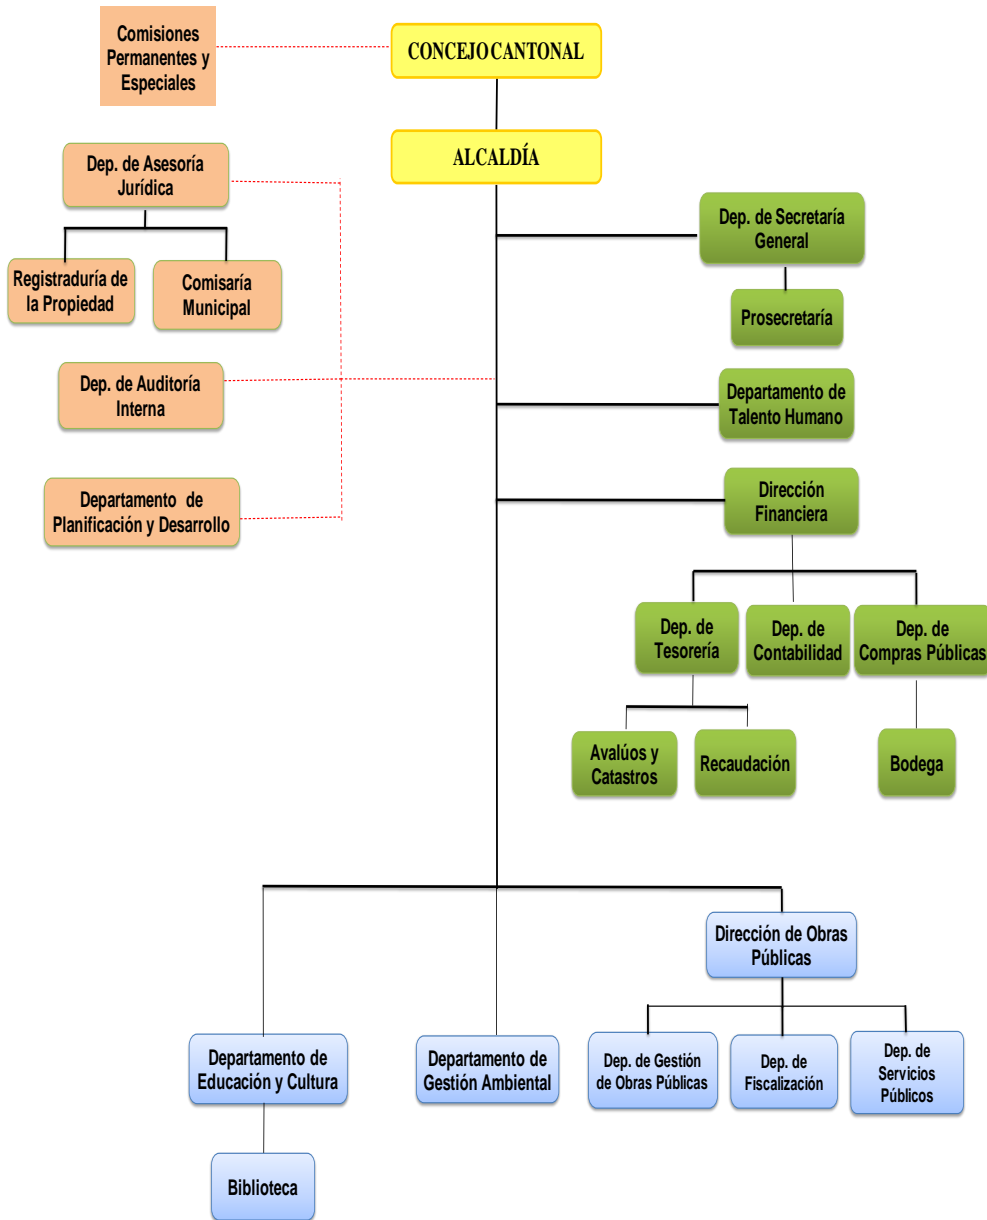 Comisiones
Permanentes y
Especiales
CONCEJO CANTONAL
ALCALDÍA
Dep. de Asesoría
Jurídica
Registraduría de
la Propiedad
Comisaría
Municipal
Dep. de Auditoría
Interna
Departamento de
Planificación y Desarrollo
Dep. de Secretaría
General
Prosecretaría
Departamento de
Talento Humano
Dirección
Financiera
Dep. de
Tesorería
Dep. de
Contabilidad
Dep. de
Compras Públicas
Avalúos y
Catastros
Recaudación
Bodega
Dirección de Obras
Públicas
Departamento de
Educación y Cultura
Departamento de
Gestión Ambiental
Dep. de Gestión
de Obras Públicas
Dep. de
Fiscalización
Dep. de
Servicios
Públicos
Biblioteca